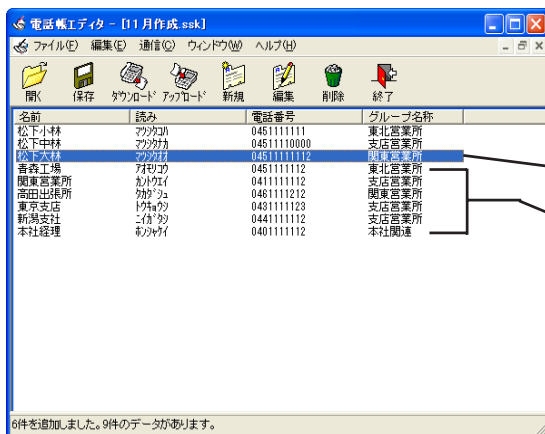 電話帳エディタ - [11月作成.ssk]
ファイル(F) 編集(E) 通信(C) ウィンドウ(W) ヘルプ(H)
開く 保存 ダウンロード アップロード 新規 編集 削除 終了
名前 読み 電話番号 グループ名称
松下小林 マツシタコバ 0451111111 東北営業所
松下中林 マツシタナカ 04511110000 支店営業所
松下大林 マツシタオオ 04511111112 関東営業所
青森工場 アオモリコウ 0451111112 東北営業所
関東営業所 カントウエイ 0411111112 支店営業所
高田出張所 タカダシュ 0461111212 関東営業所
東京支店 トウキョウシ 0431111123 支店営業所
新潟支社 ニイガタシ 0441111112 支店営業所
本社経理 ホンシャケイ 0401111112 本社関連
6件を追加しました。9件のデータがあります。